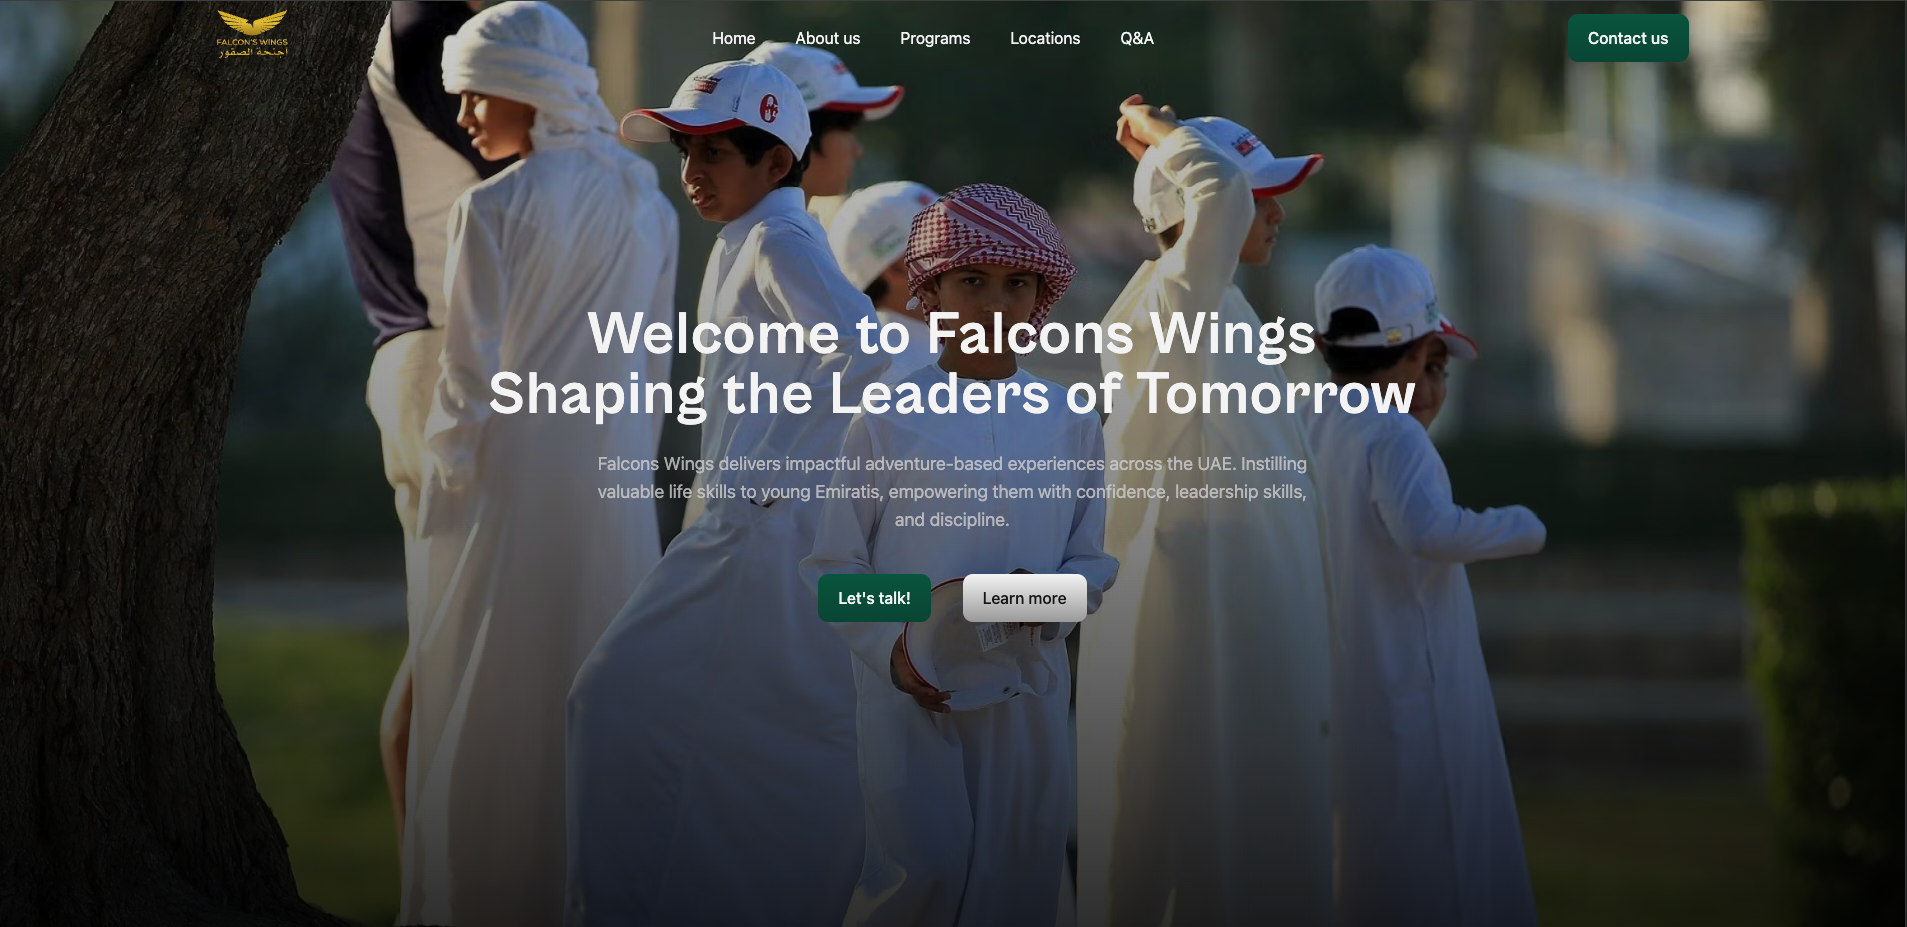 FALCON'S WINGS
اجنحة الصقور
Home
About us
Programs
Locations
Q&A
Contact us
Welcome to Falcons Wings
Shaping the Leaders of Tomorrow
Falcons Wings delivers impactful adventure-based experiences across the UAE. Instilling
valuable life skills to young Emiratis, empowering them with confidence, leadership skills,
and discipline.
Let's talk!
Learn more